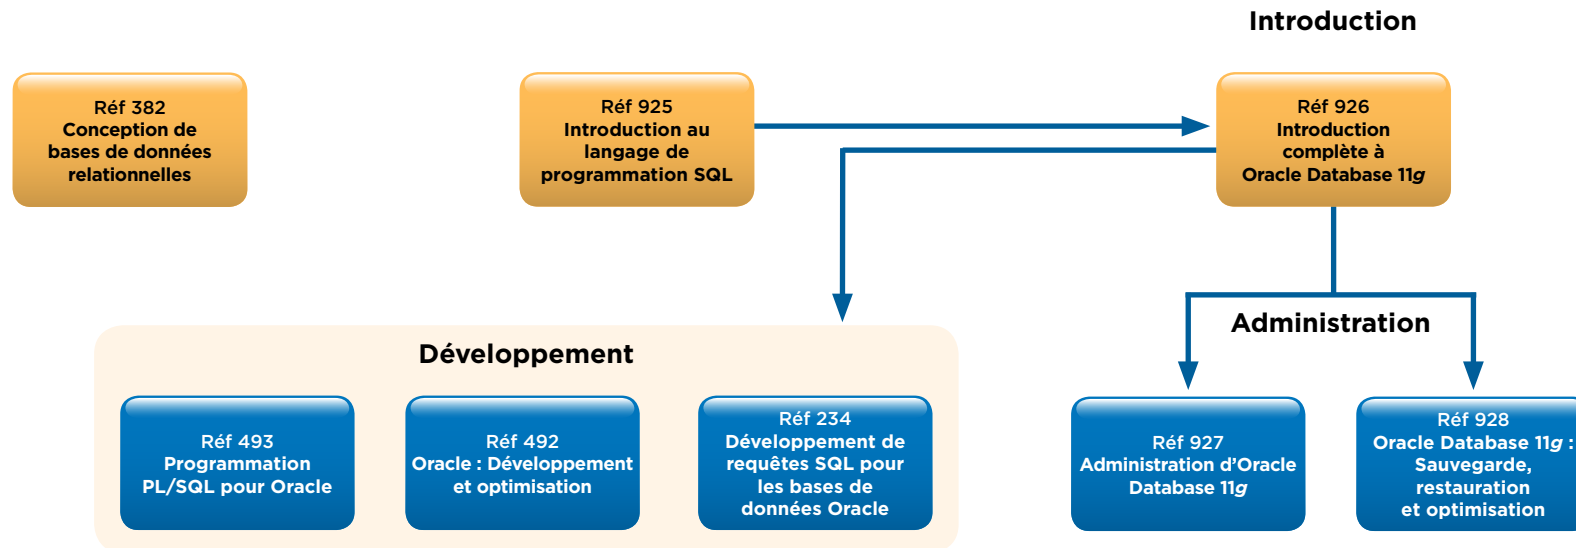 Introduction
Réf 382
Conception de
bases de données
relationnelles
Réf 925
Introduction au
langage de
programmation SQL
Réf 926
Introduction
complète à
Oracle Database 11g
Administration
Développement
Réf 493
Programmation
PL/SQL pour Oracle
Réf 492
Oracle : Développement
et optimisation
Réf 234
Développement de
requêtes SQL pour
les bases de
données Oracle
Réf 927
Administration d’Oracle
Database 11g
Réf 928
Oracle Database 11g :
Sauvegarde,
restauration
et optimisation